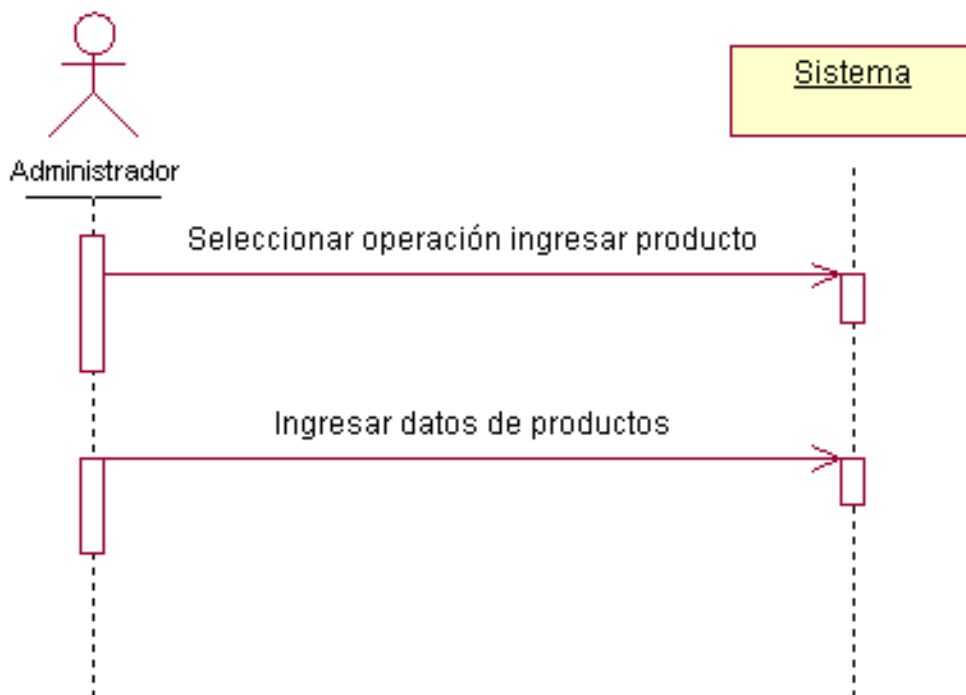 Sistema
Administrador
Seleccionar operación ingresar producto
Ingresar datos de productos